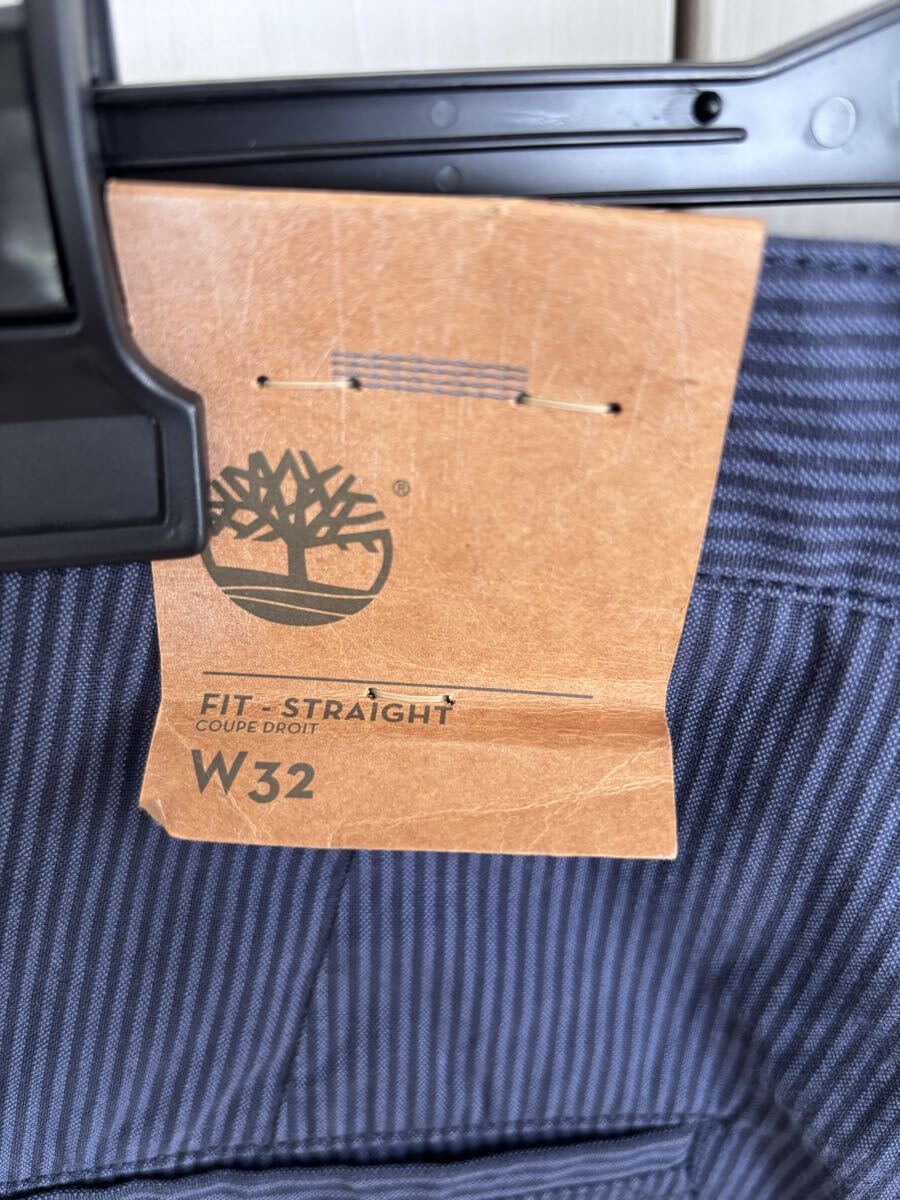 ®
FIT - STRAIGHT
COUPE DROIT
W32